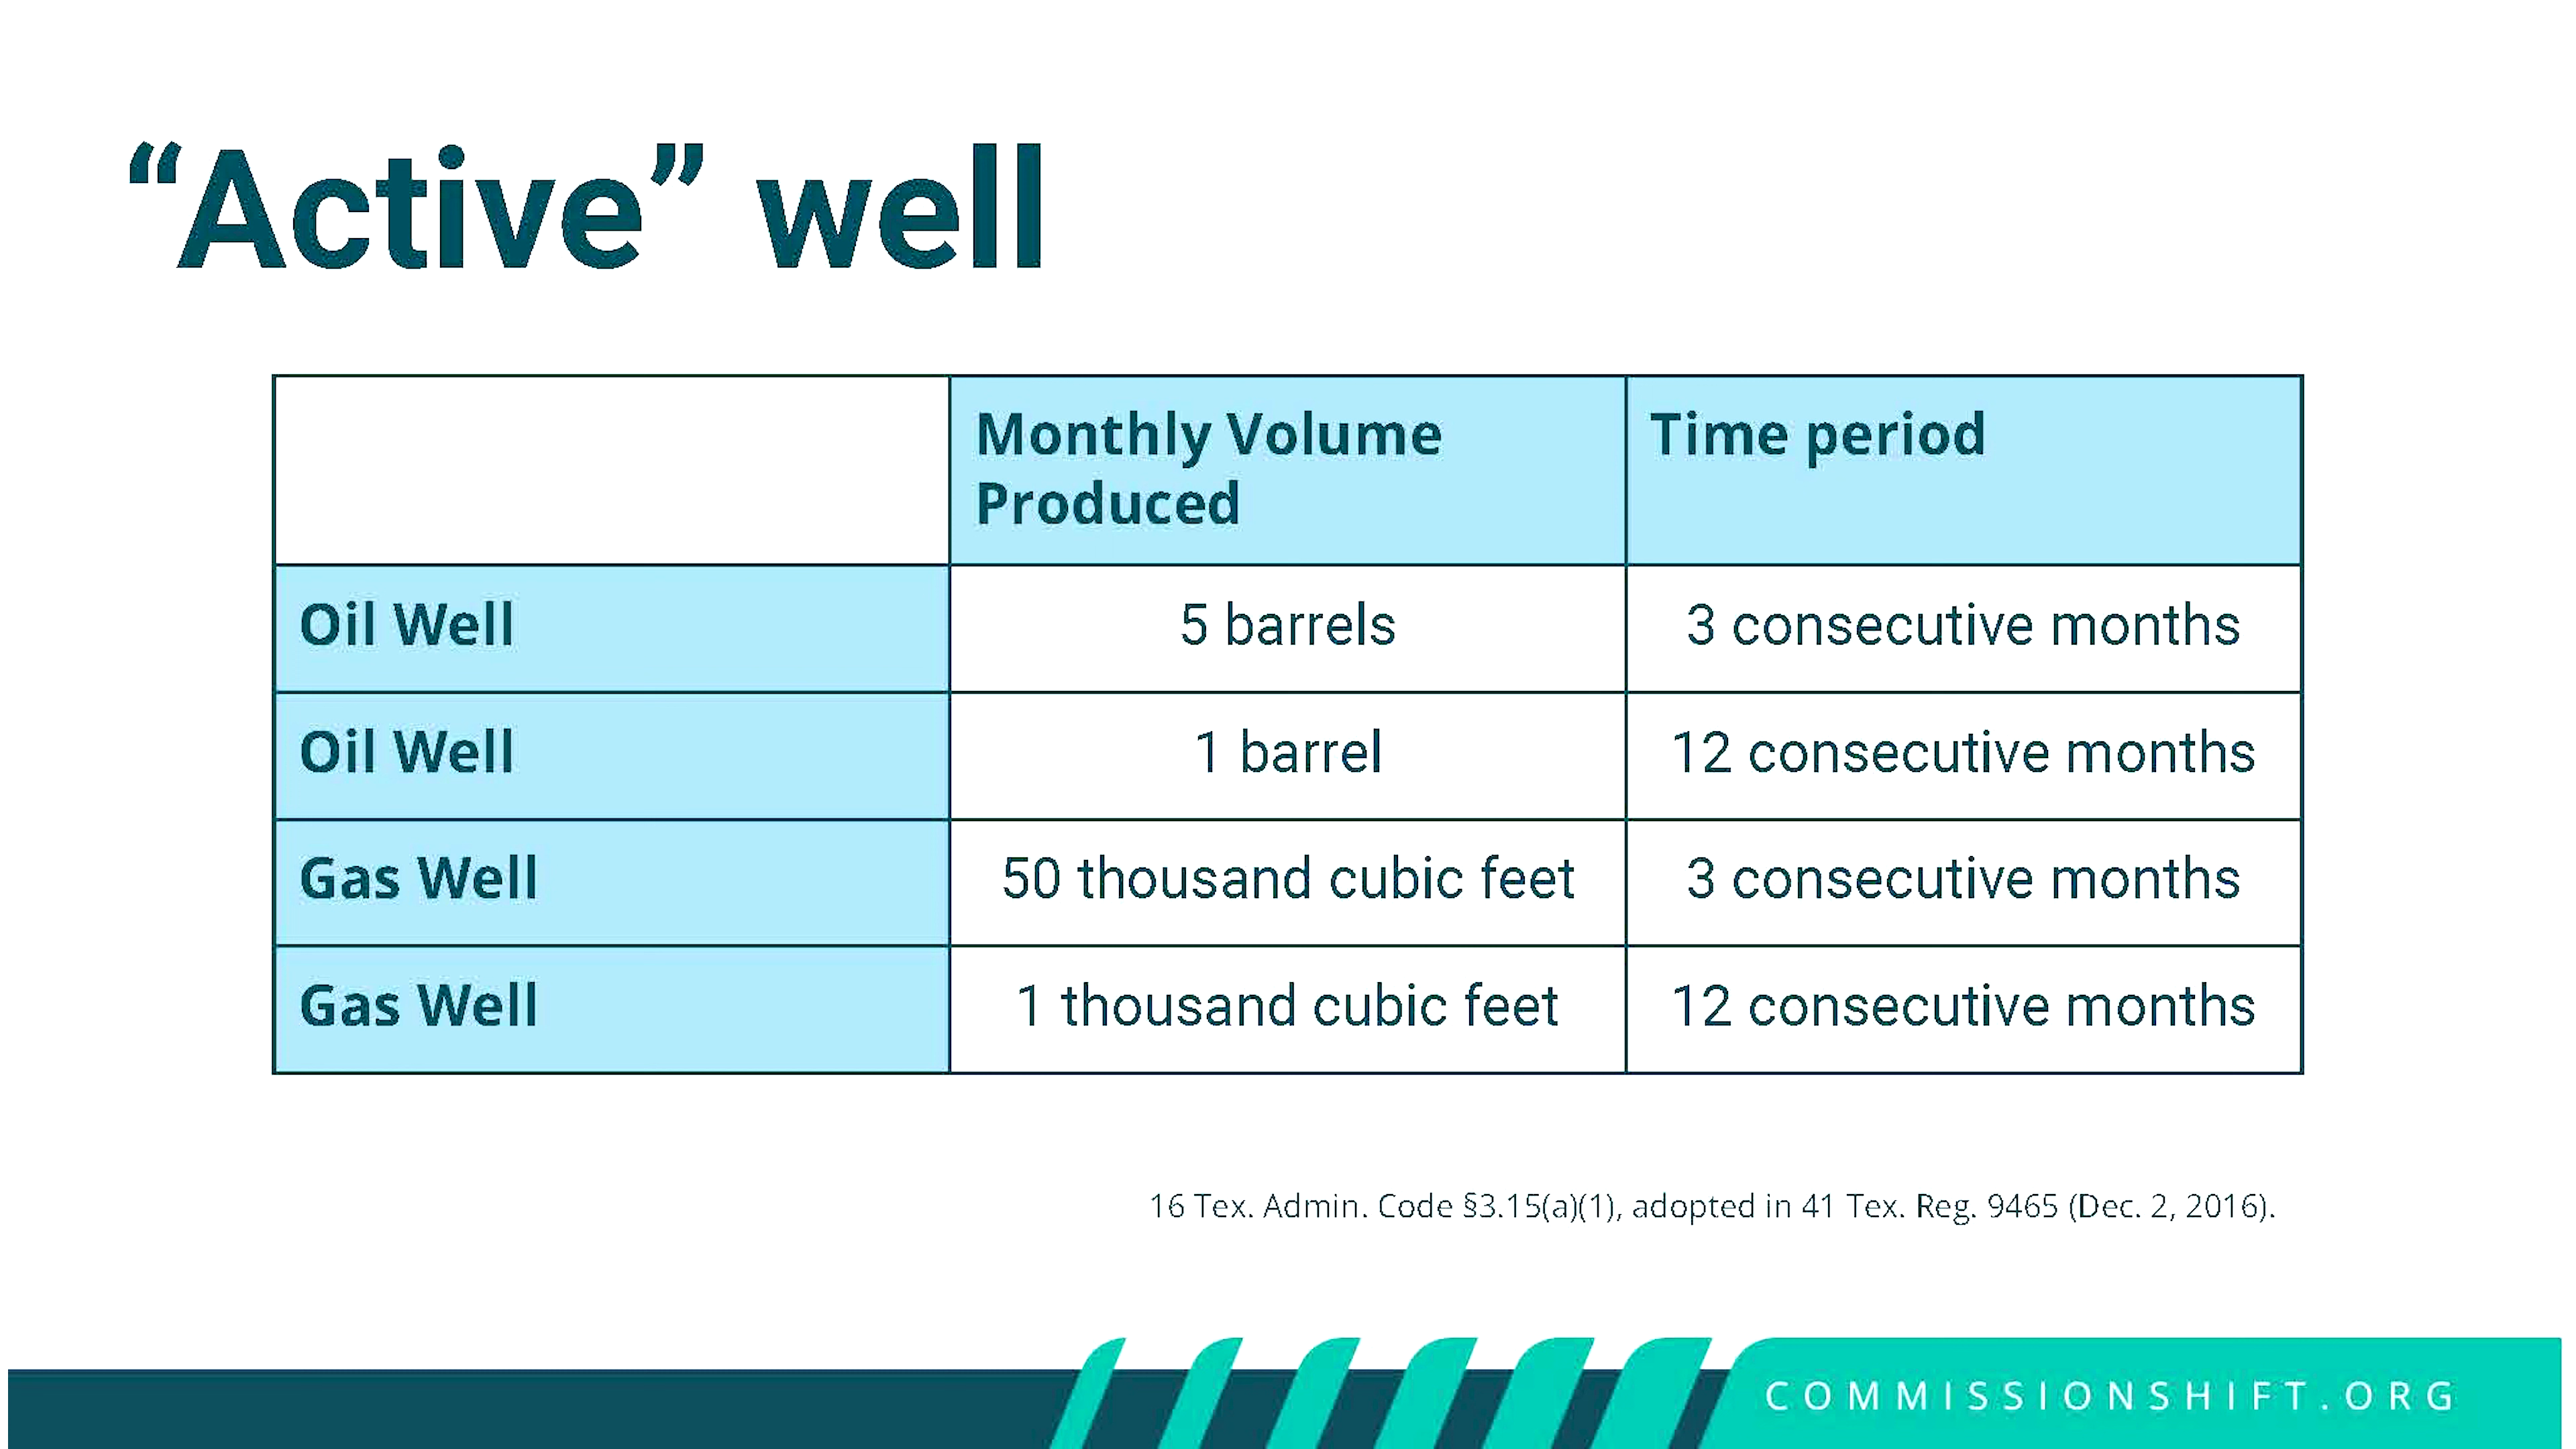 “Active” well
Monthly Volume
Produced
Time period
Oil Well
5 barrels
3 consecutive months
Oil Well
1 barrel
12 consecutive months
Gas Well
50 thousand cubic feet
3 consecutive months
Gas Well
1 thousand cubic feet
12 consecutive months
16 Tex. Admin. Code §3.15(a)(1), adopted in 41 Tex. Reg. 9465 (Dec. 2, 2016).
COMMISSIONSHIFT.ORG